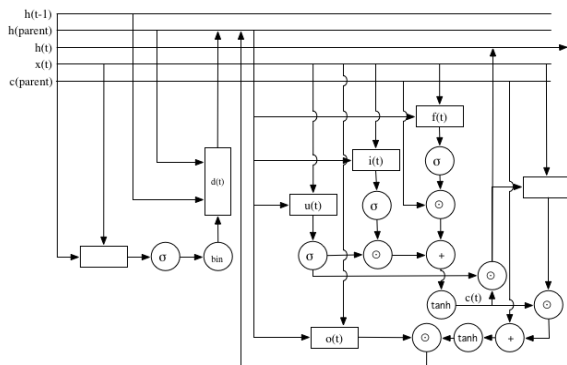 h(t-1)
h(parent)
h(t)
x(t)
c(parent)
f(t)
σ
i(t)
d(t)
σ
⊙
u(t)
σ
bin
σ
⊙
+
⊙
tanh
c(t)
⊙
o(t)
⊙
tanh
+